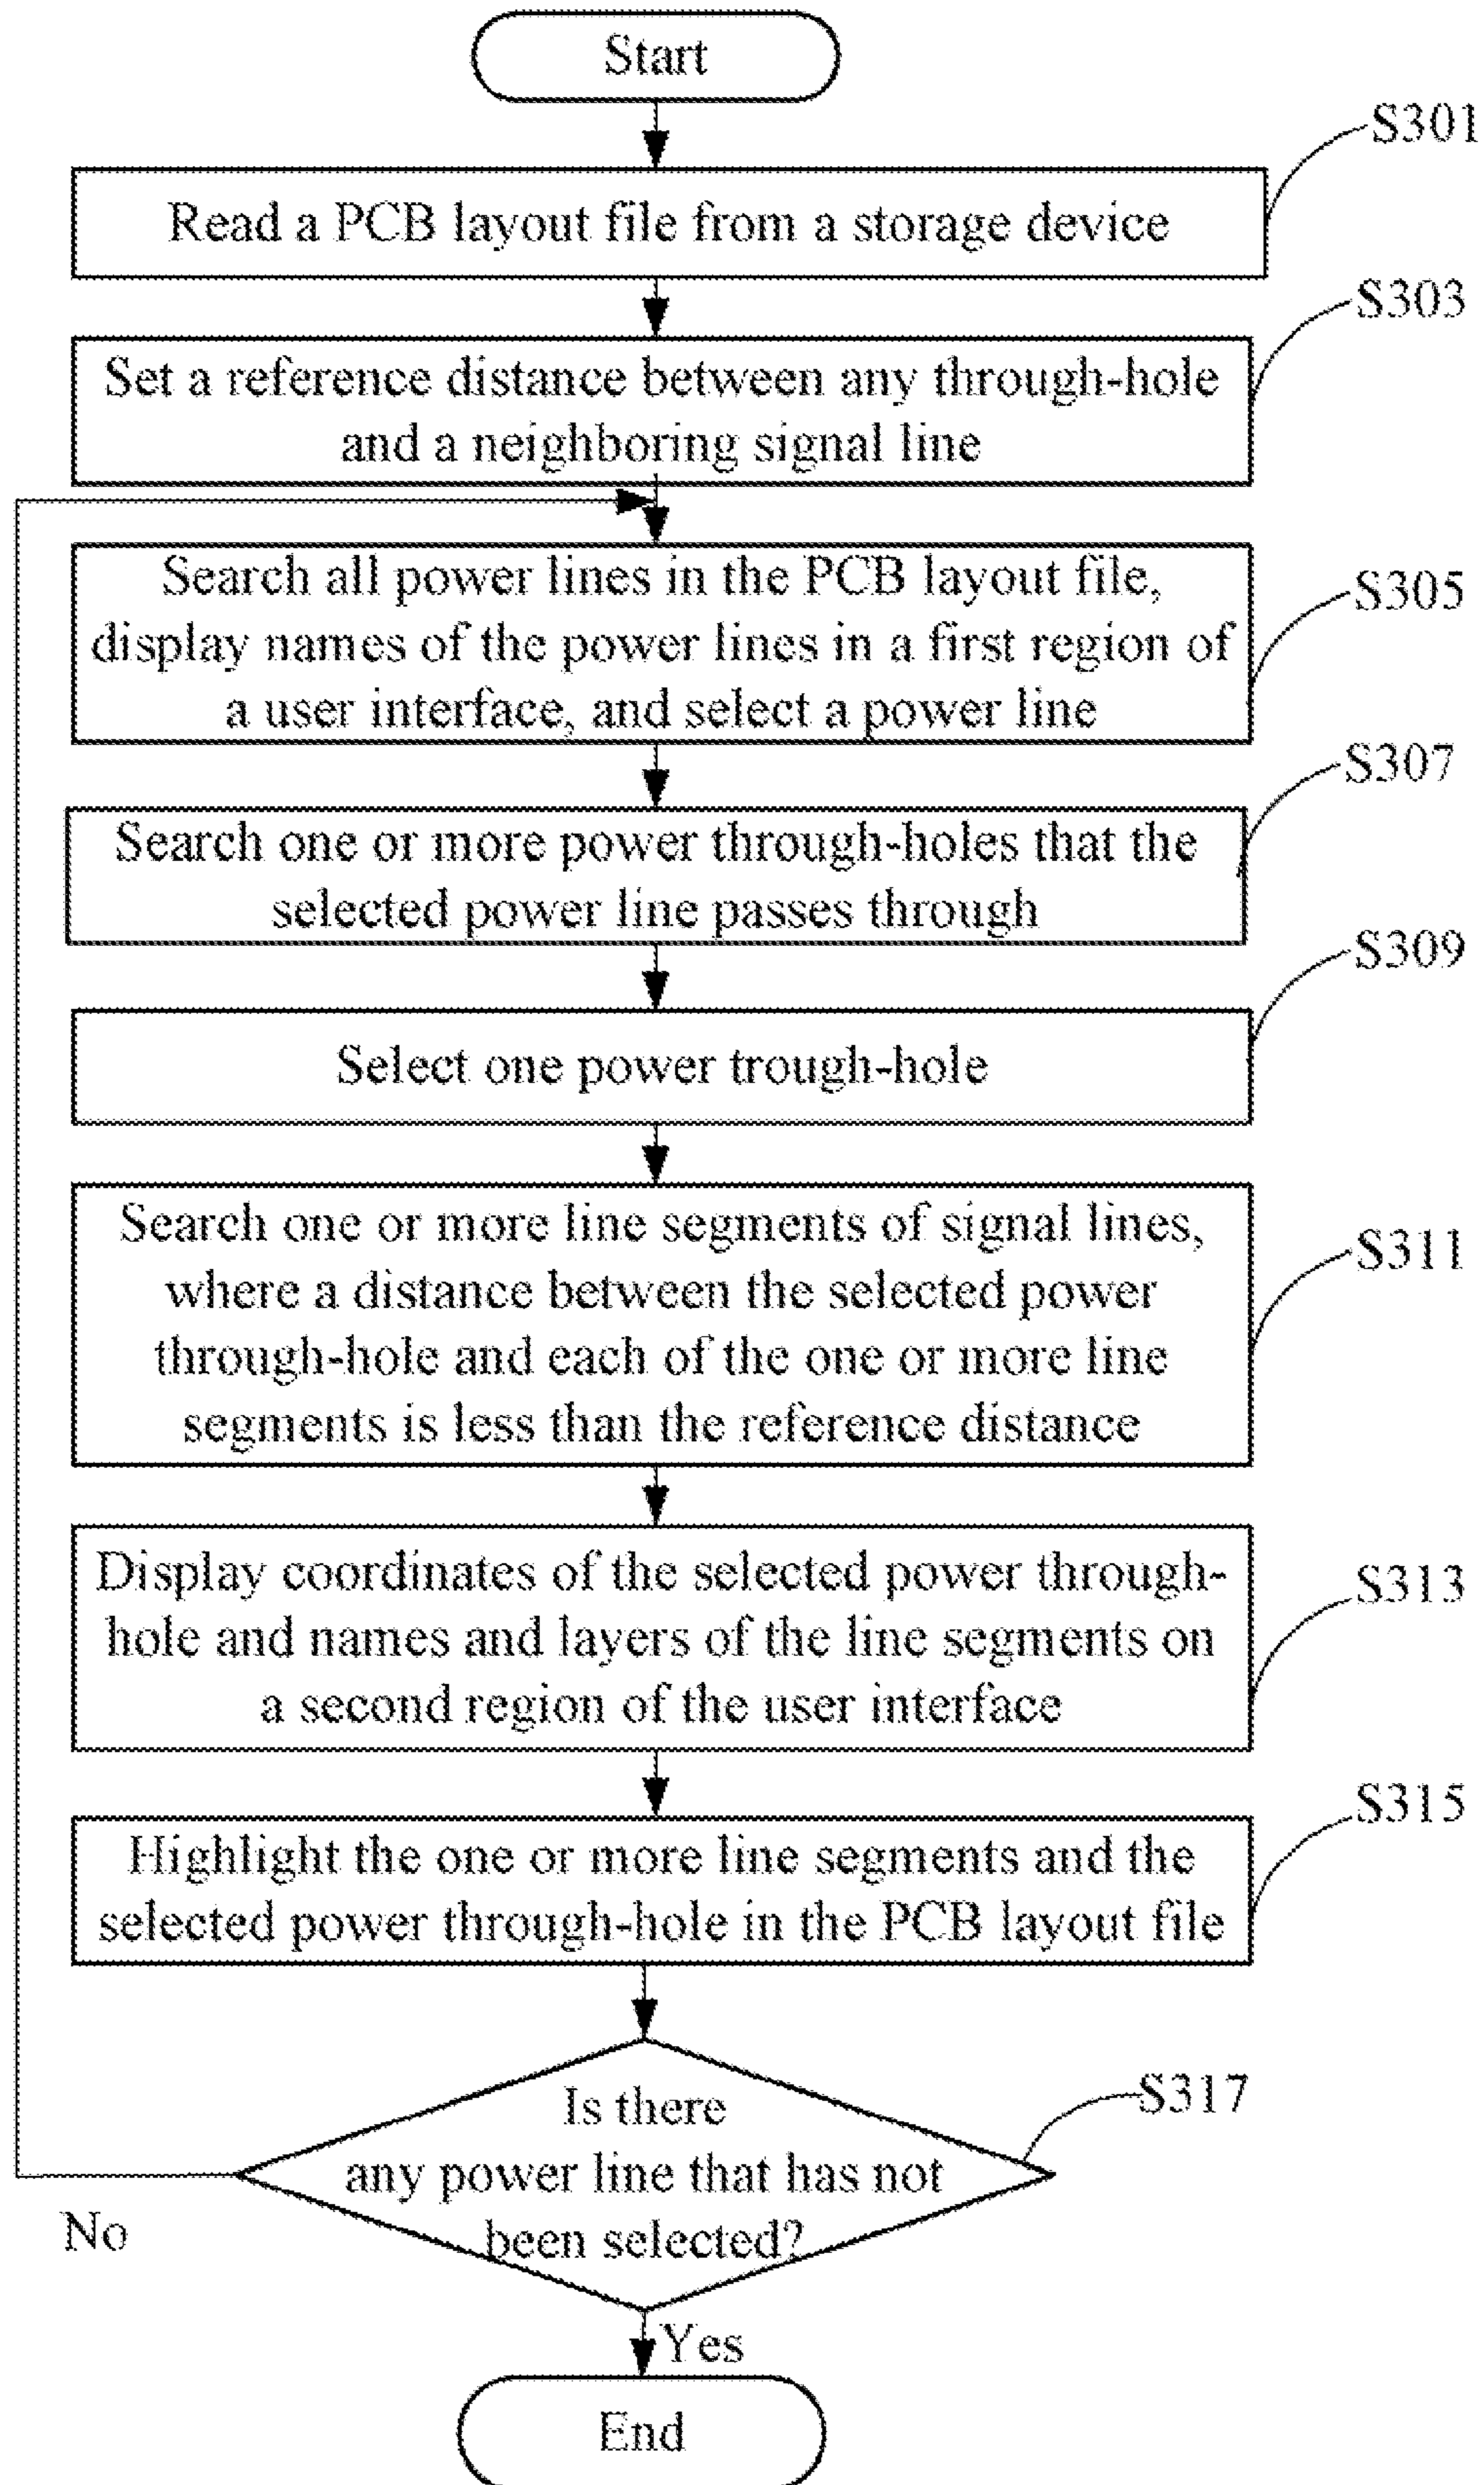 Start
S301
Read a PCB layout file from a storage device
S303
Set a reference distance between any through-hole
and a neighboring signal line
S305
Search all power lines in the PCB layout file,
display names of the power lines in a first region of
a user interface, and select a power line
S307
Search one or more power through-holes that the
selected power line passes through
S309
Select one power trough-hole
S311
Search one or more line segments of signal lines,
where a distance between the selected power
through-hole and each of the one or more line
segments is less than the reference distance
S313
Display coordinates of the selected power through-
hole and names and layers of the line segments on
a second region of the user interface
S315
Highlight the one or more line segments and the
selected power through-hole in the PCB layout file
S317
Is there
any power line that has not
been selected?
No
Yes
End